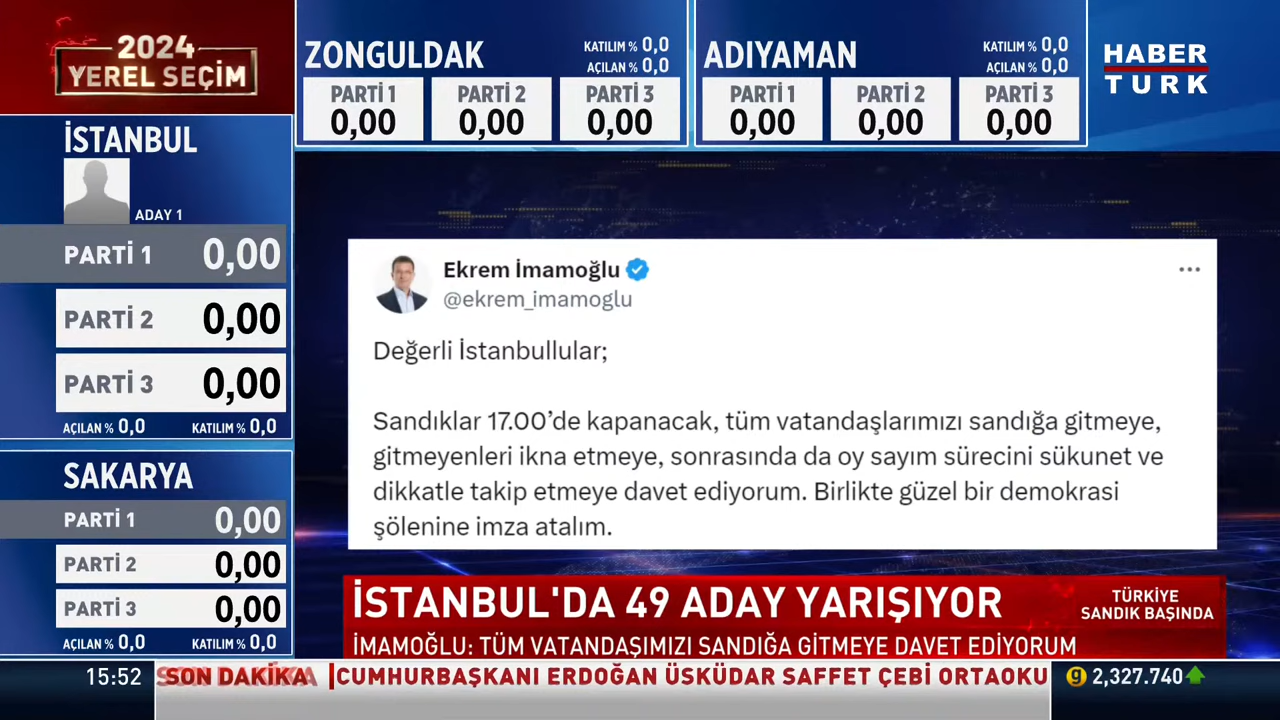 2024
YEREL SEÇİM
ZONGULDAK
KATILIM % 0,0
AÇILAN % 0,0
PARTİ 1
PARTİ 2
PARTİ 3
0,00
0,00
0,00
ADIYAMAN
KATILIM % 0,0
AÇILAN % 0,0
PARTİ 1
PARTİ 2
PARTİ 3
0,00
0,00
0,00
HABER
TURK
İSTANBUL
ADAY 1
PARTİ 1 0,00
PARTİ 2 0,00
PARTİ 3 0,00
AÇILAN % 0,0 KATILIM % 0,0
SAKARYA
PARTİ 1 0,00
PARTİ 2 0,00
PARTİ 3 0,00
AÇILAN % 0,0 KATILIM % 0,0
Ekrem İmamoğlu
@ekrem_imamoglu
Değerli İstanbullular;
Sandıklar 17.00’de kapanacak, tüm vatandaşlarımızı sandığa gitmeye,
gitmeyenleri ikna etmeye, sonrasında da oy sayım sürecini sükunet ve
dikkatle takip etmeye davet ediyorum. Birlikte güzel bir demokrasi
şölenine imza atalım.
İSTANBUL'DA 49 ADAY YARIŞIYOR
TÜRKİYE
SANDIK BAŞINDA
İMAMOĞLU: TÜM VATANDAŞIMIZI SANDIĞA GİTMEYE DAVET EDİYORUM
15:52 SON DAKİKA CUMHURBAŞKANI ERDOĞAN ÜSKÜDAR SAFFET ÇEBİ ORTAOKU g 2,327.740